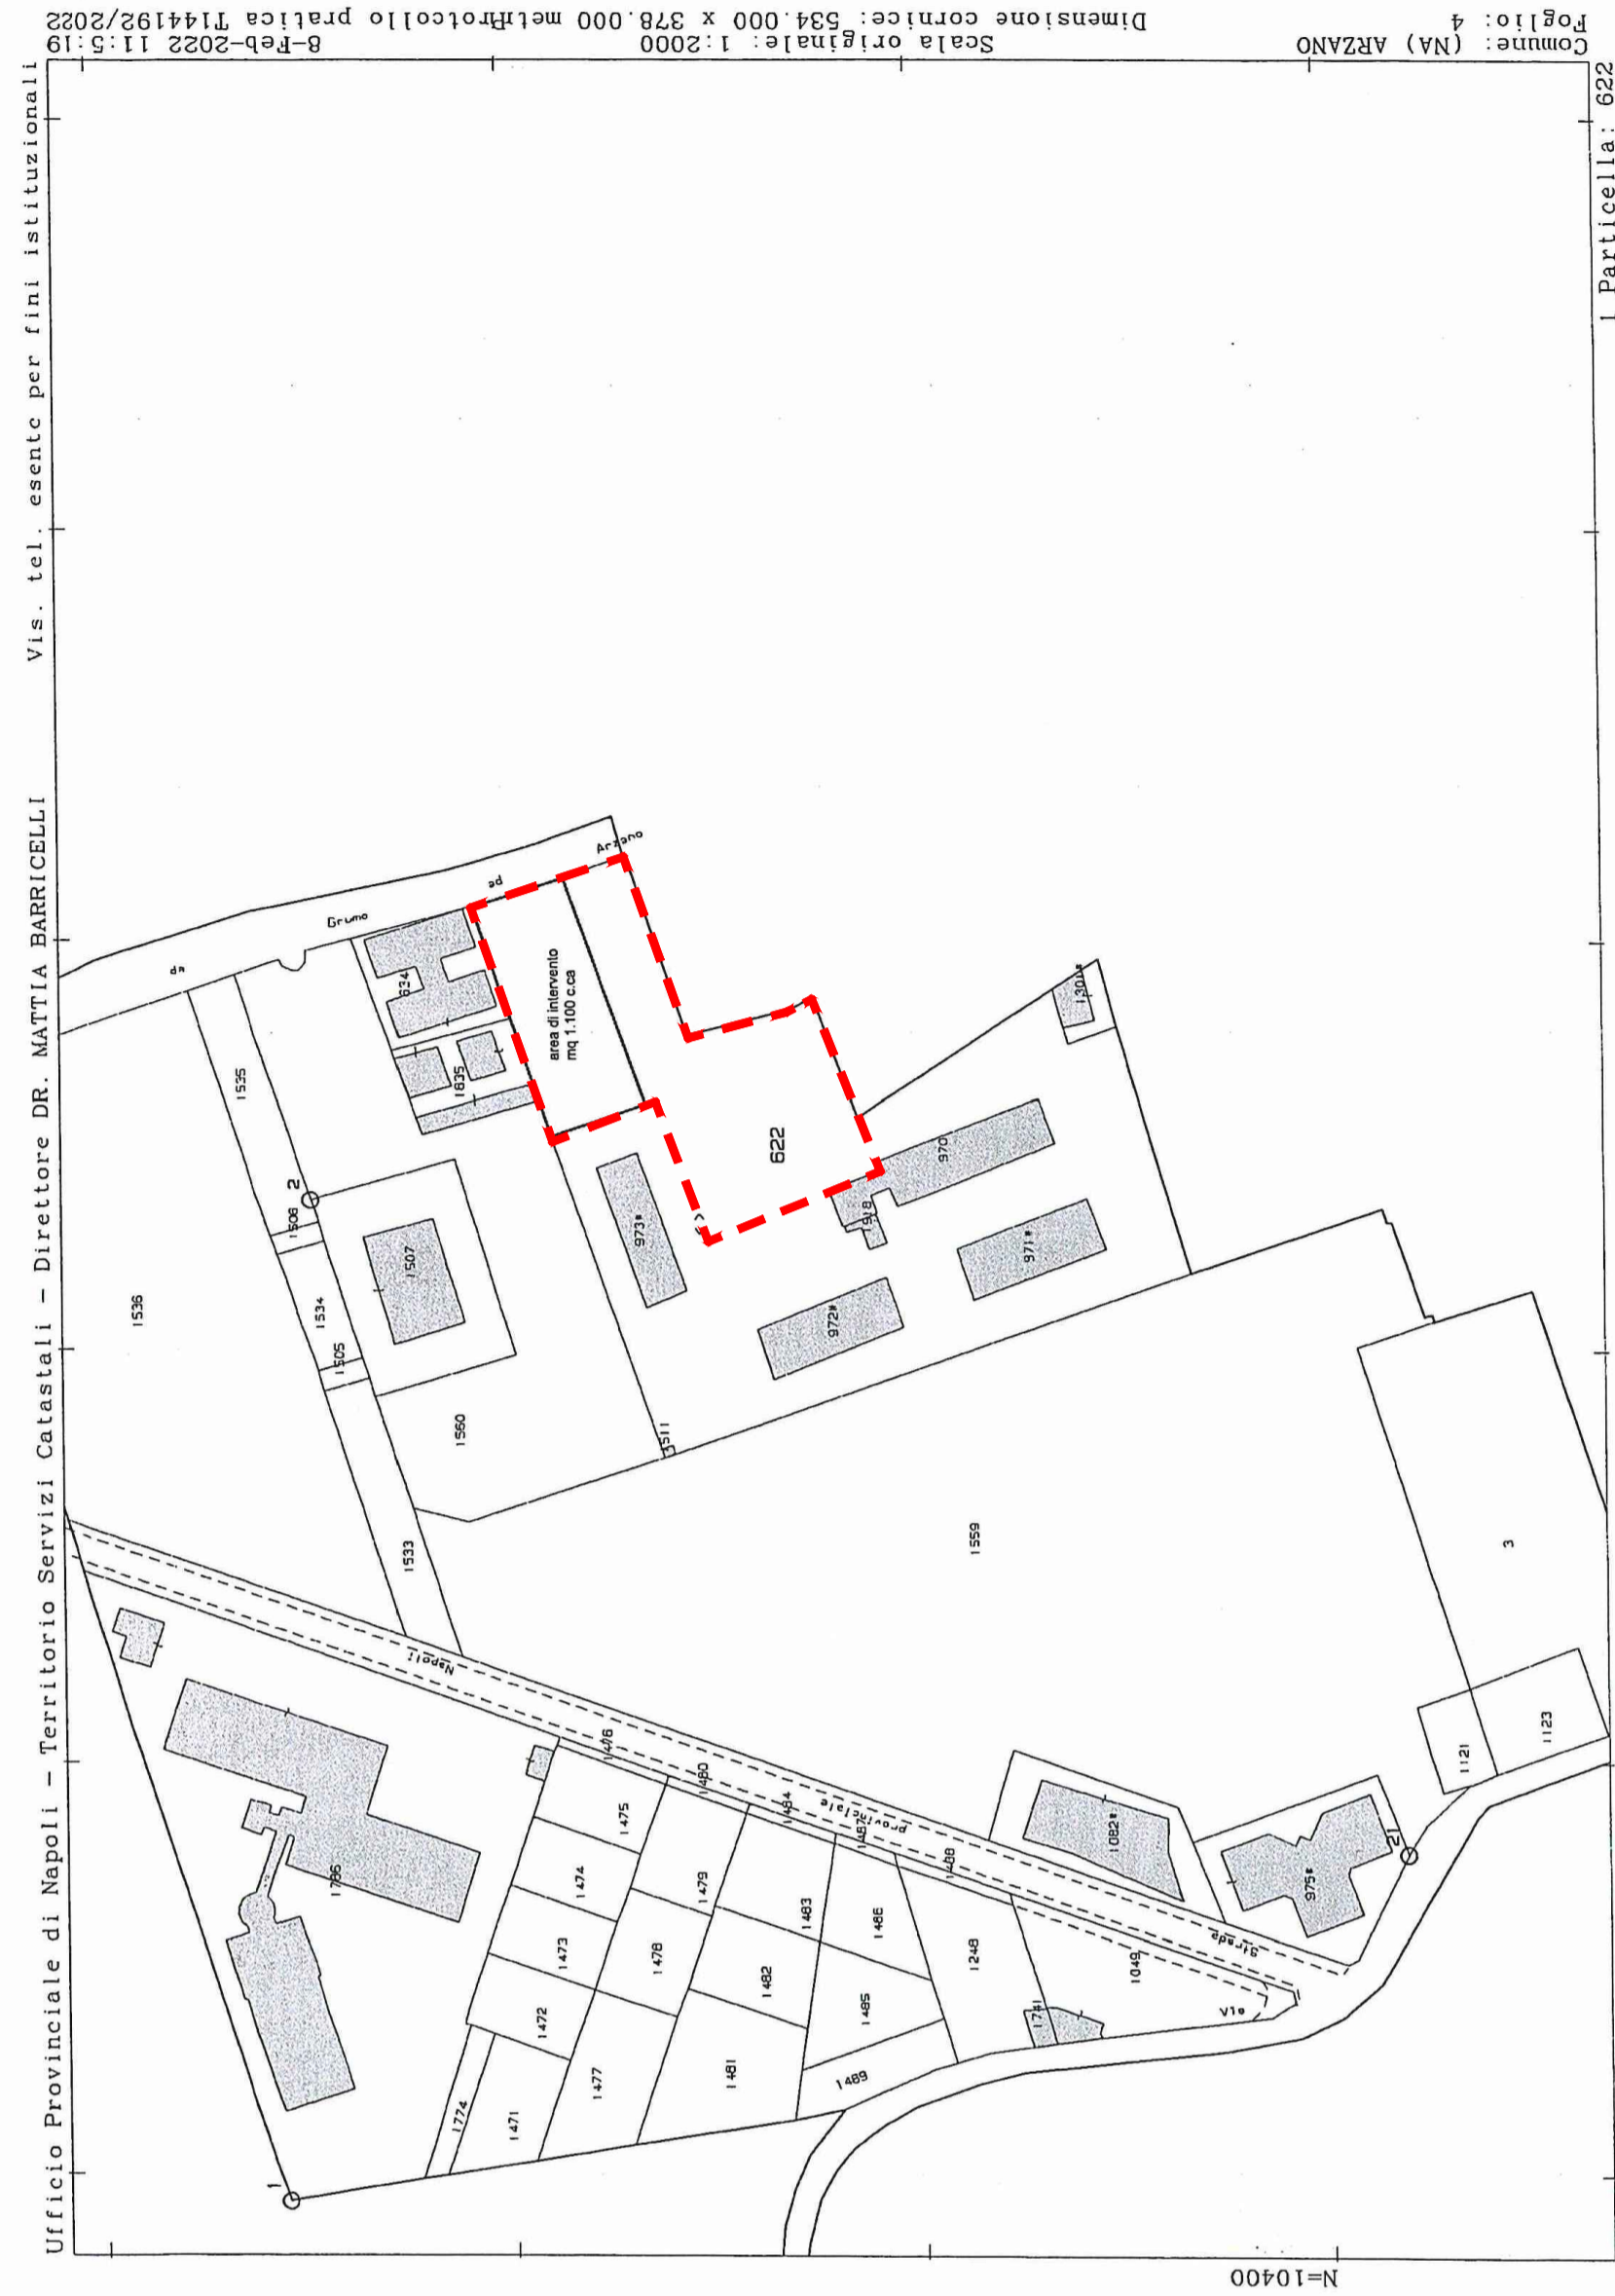 Ufficio Provinciale di Napoli - Territorio Servizi Catastali - Direttore DR. MATTIA BARRICELLI
Vis. tel. esente per fini istituzionali
N=10400
Comune: (NA) ARZANO
Foglio: 4
Scala originale: 1:2000
Dimensione cornice: 534.000 x 378.000 metri
8-Feb-2022 11:5:19
Protocollo pratica T144192/2022
1 Particella: 622
1536
1535
1506
2
1534
1505
1533
1507
1560
1511
da
Grumo
ad
Arzano
634
1835
area di intervento
mq 1.100 c.ca
622
973
970
1918
971
972
1301
1559
3
1121
1123
21
975
1082
Napoli
provinciale
Strada
Via
1786
1
1774
1471
1472
1473
1474
1475
1476
1477
1478
1479
1480
1481
1482
1483
1484
1485
1486
1487
1488
1489
1248
1049
1741